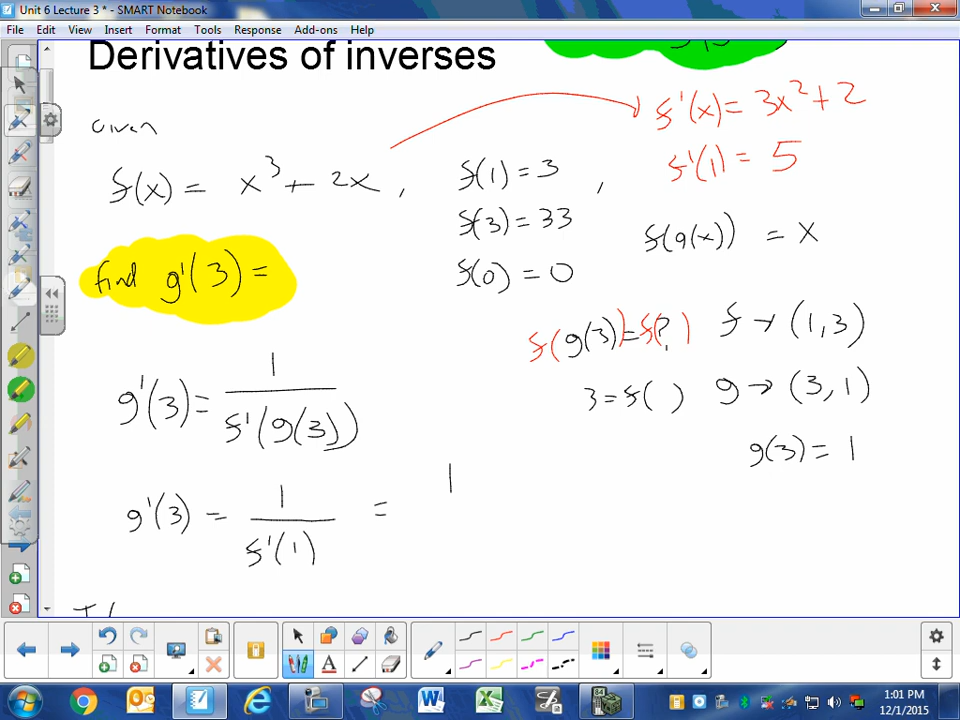 Unit 6 Lecture 3 * - SMART Notebook
File Edit View Insert Format Tools Response Add-ons Help
Derivatives of inverses
Given
f(x) = x³ + 2x ,
f(1) = 3 ,
f(3) = 33
f(0) = 0
f'(x) = 3x² + 2
f'(1) = 5
f(g(x)) = x
find g'(3) =
f(g(3)) = f(?)
3 = f( )
f → (1, 3)
g → (3, 1)
g(3) = 1
g'(3) = 1 / f'(g(3))
g'(3) = 1 / f'(1) = 1
1:01 PM
12/1/2015